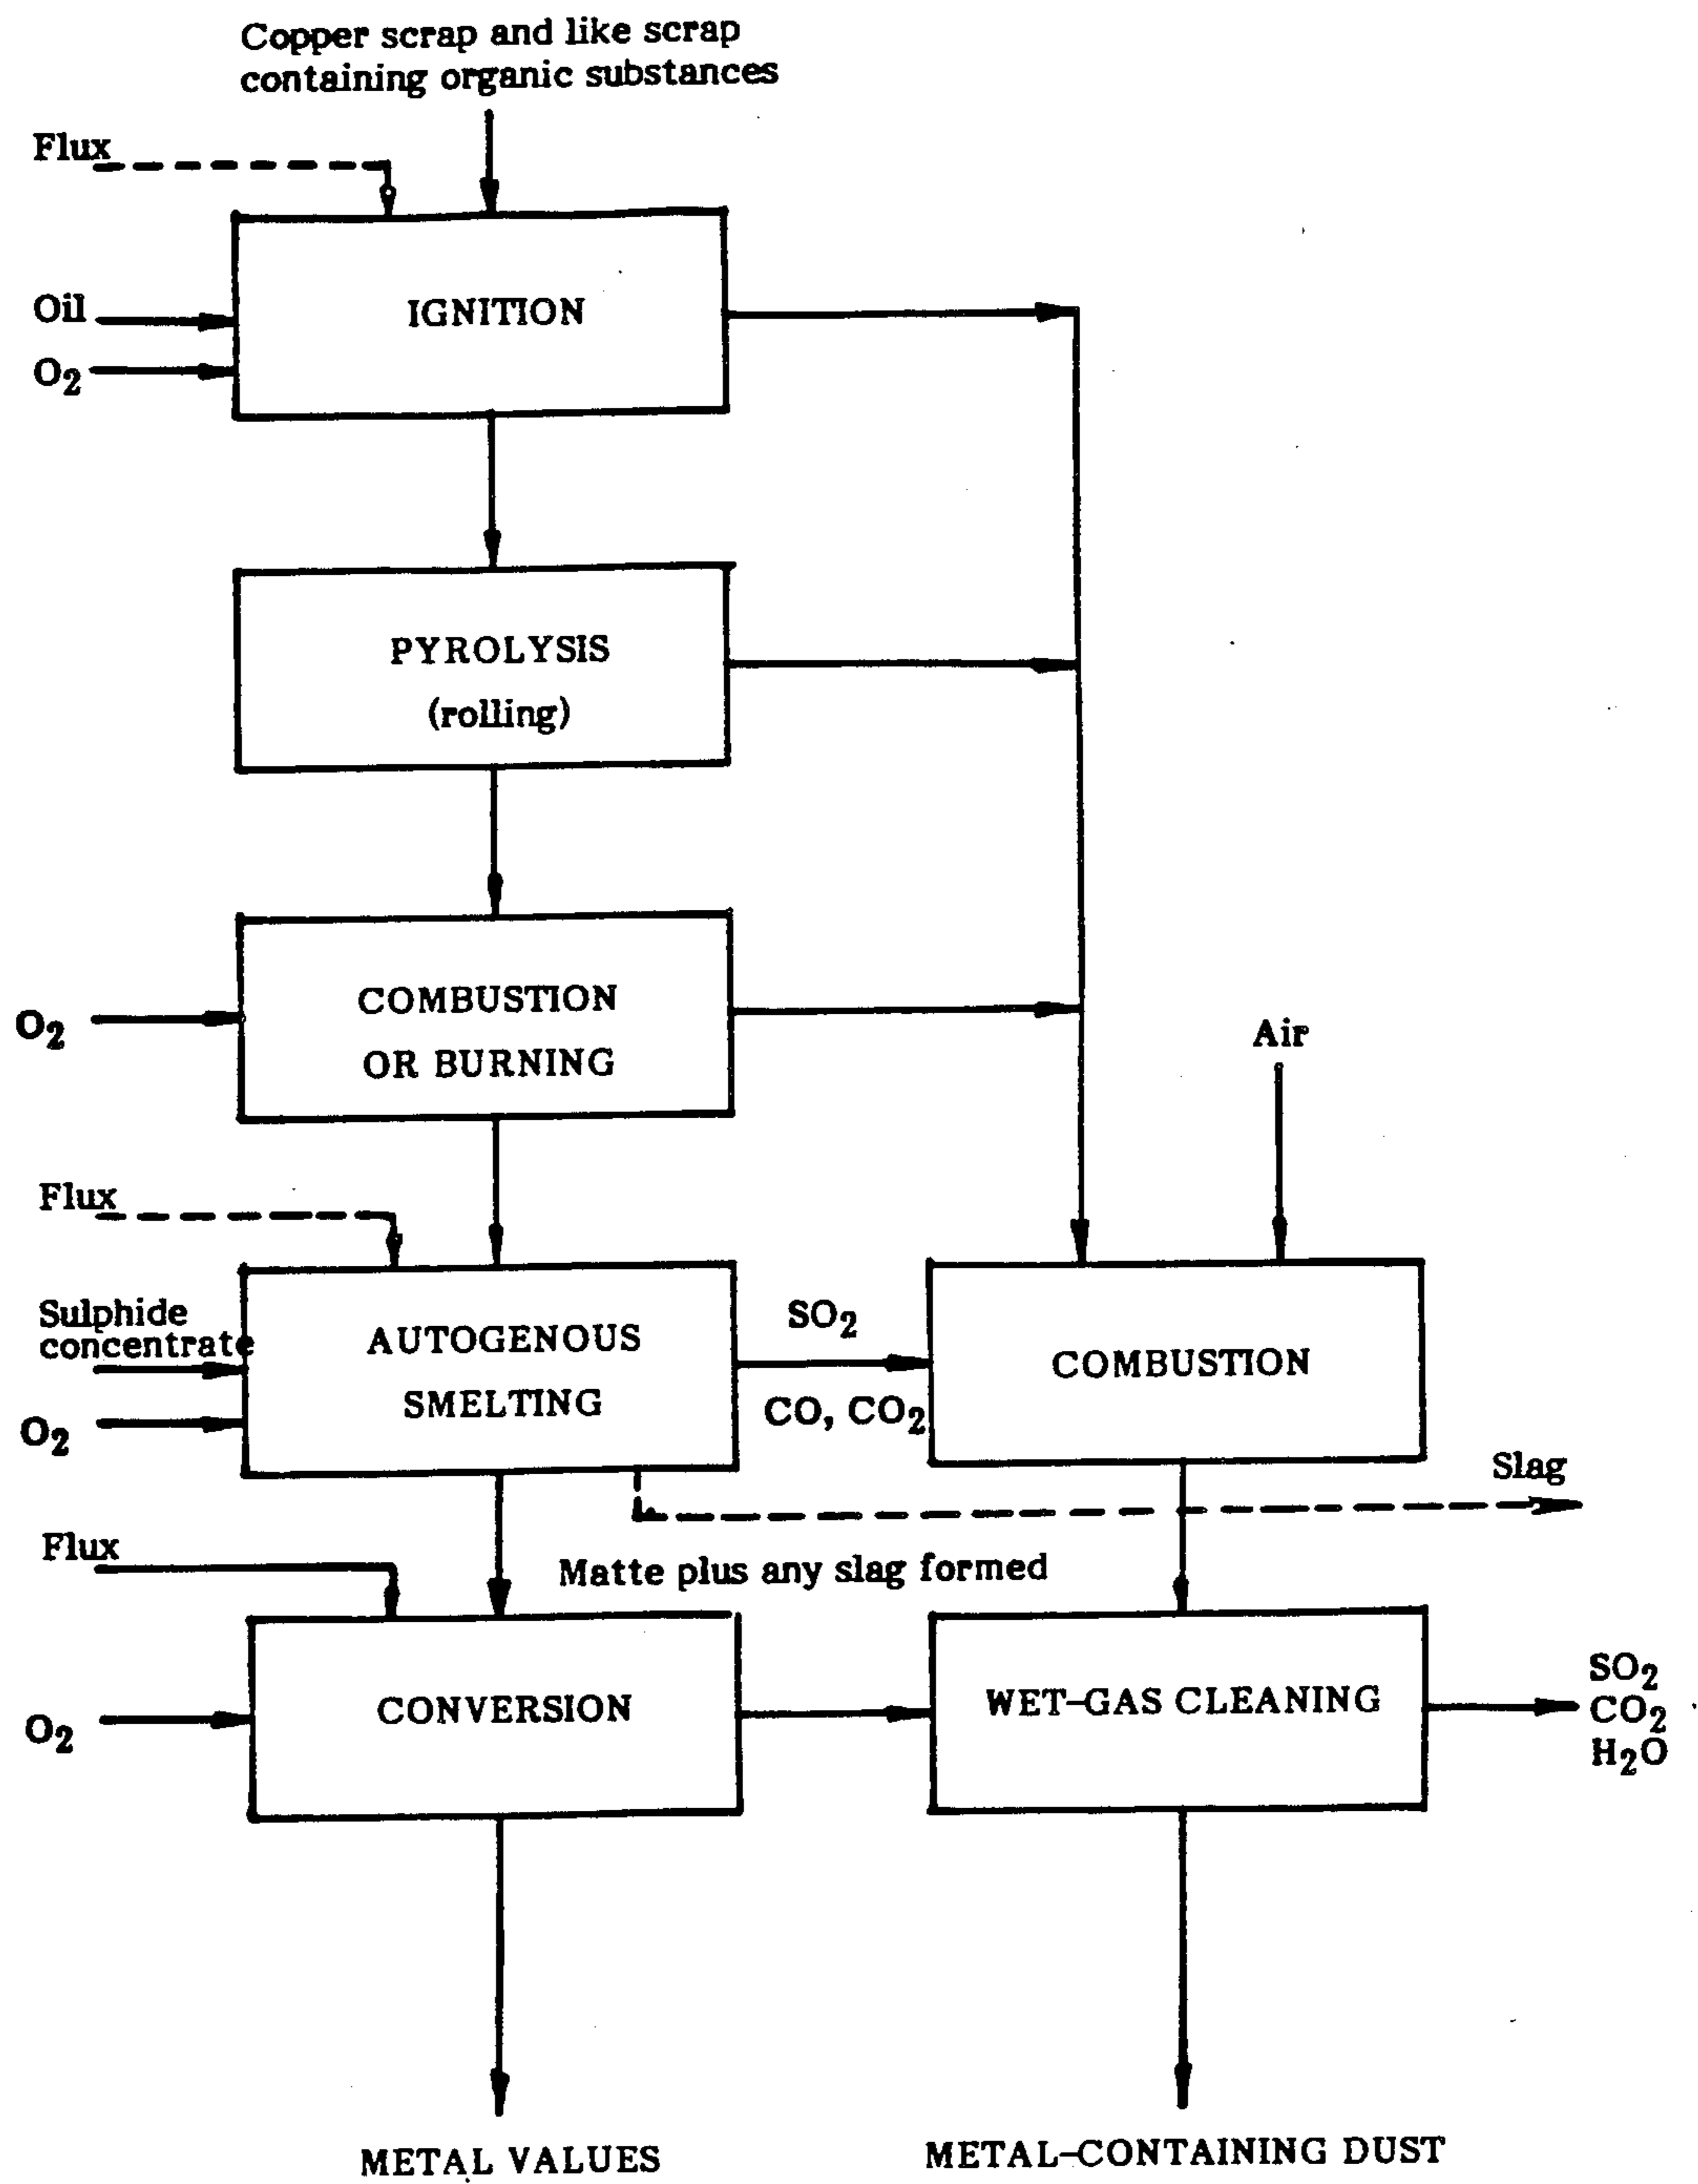 Copper scrap and like scrap
containing organic substances
Flux
Oil
O2
IGNITION
PYROLYSIS
(rolling)
O2
COMBUSTION
OR BURNING
Air
Flux
Sulphide
concentrate
O2
AUTOGENOUS
SMELTING
SO2
CO, CO2
COMBUSTION
Slag
Flux
Matte plus any slag formed
O2
CONVERSION
WET-GAS CLEANING
SO2
CO2
H2O
METAL VALUES
METAL-CONTAINING DUST